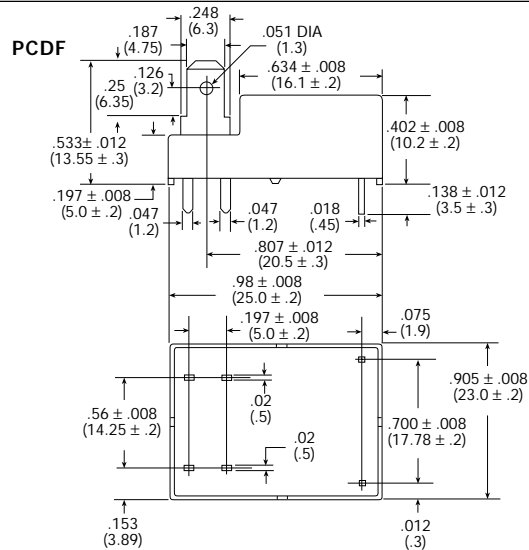 PCDF
.248
(6.3)
.187
(4.75)
.051 DIA
(1.3)
.634 ± .008
(16.1 ± .2)
.126
(3.2)
.25
(6.35)
.533± .012
(13.55 ± .3)
.402 ± .008
(10.2 ± .2)
.197 ± .008
(5.0 ± .2)
.138 ± .012
(3.5 ± .3)
.047
(1.2)
.047
(1.2)
.018
(.45)
.807 ± .012
(20.5 ± .3)
.98 ± .008
(25.0 ± .2)
.197 ± .008
(5.0 ± .2)
.075
(1.9)
.905 ± .008
(23.0 ± .2)
.02
(.5)
.56 ± .008
(14.25 ± .2)
.700 ± .008
(17.78 ± .2)
.02
(.5)
.153
(3.89)
.012
(.3)